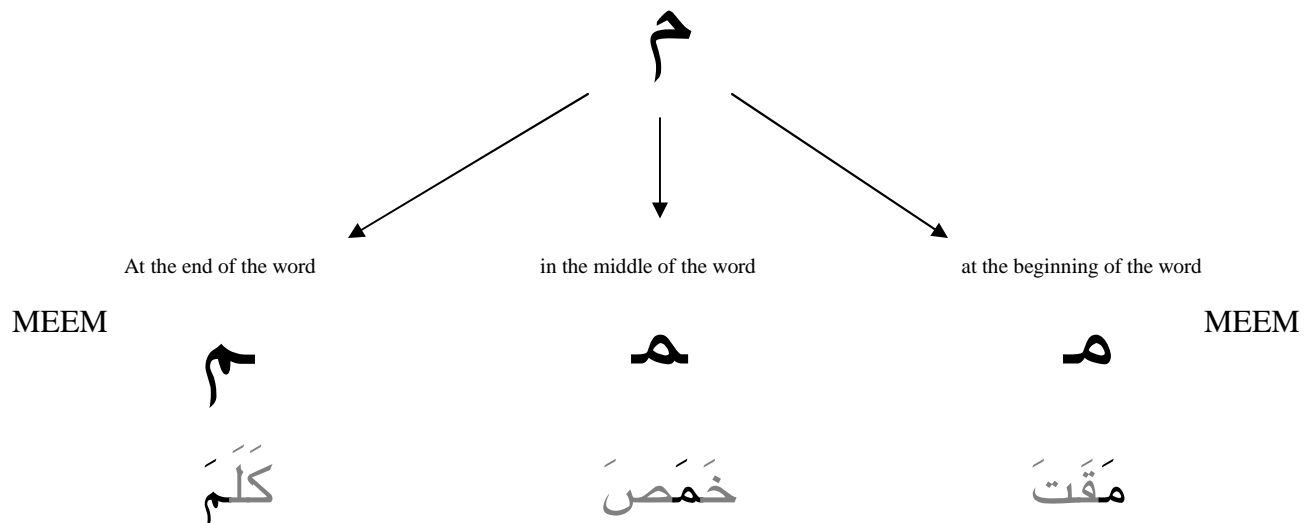 م
At the end of the word in the middle of the word at the beginning of the word
MEEM ـم ـمـ مـ MEEM
كَلَمَ خَمَصَ مَقَتَ